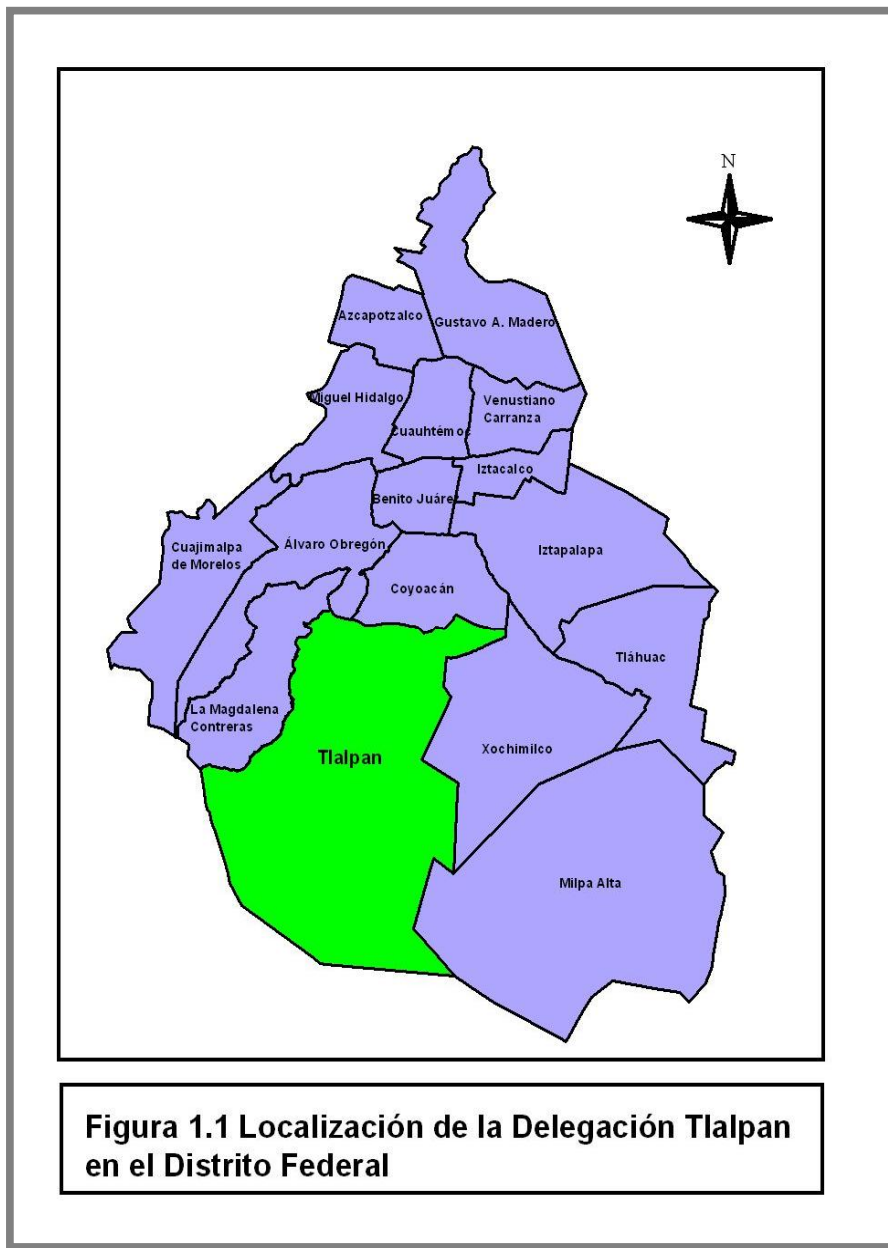 N
Azcapotzalco
Gustavo A. Madero
Miguel Hidalgo
Cuauhtémoc
Venustiano
Carranza
Iztacalco
Benito Juáre
Cuajimalpa
de Morelos
Álvaro Obregón
Iztapalapa
Coyoacán
Tláhuac
La Magdalena
Contreras
Tlalpan
Xochimilco
Milpa Alta
Figura 1.1 Localización de la Delegación Tlalpan
en el Distrito Federal